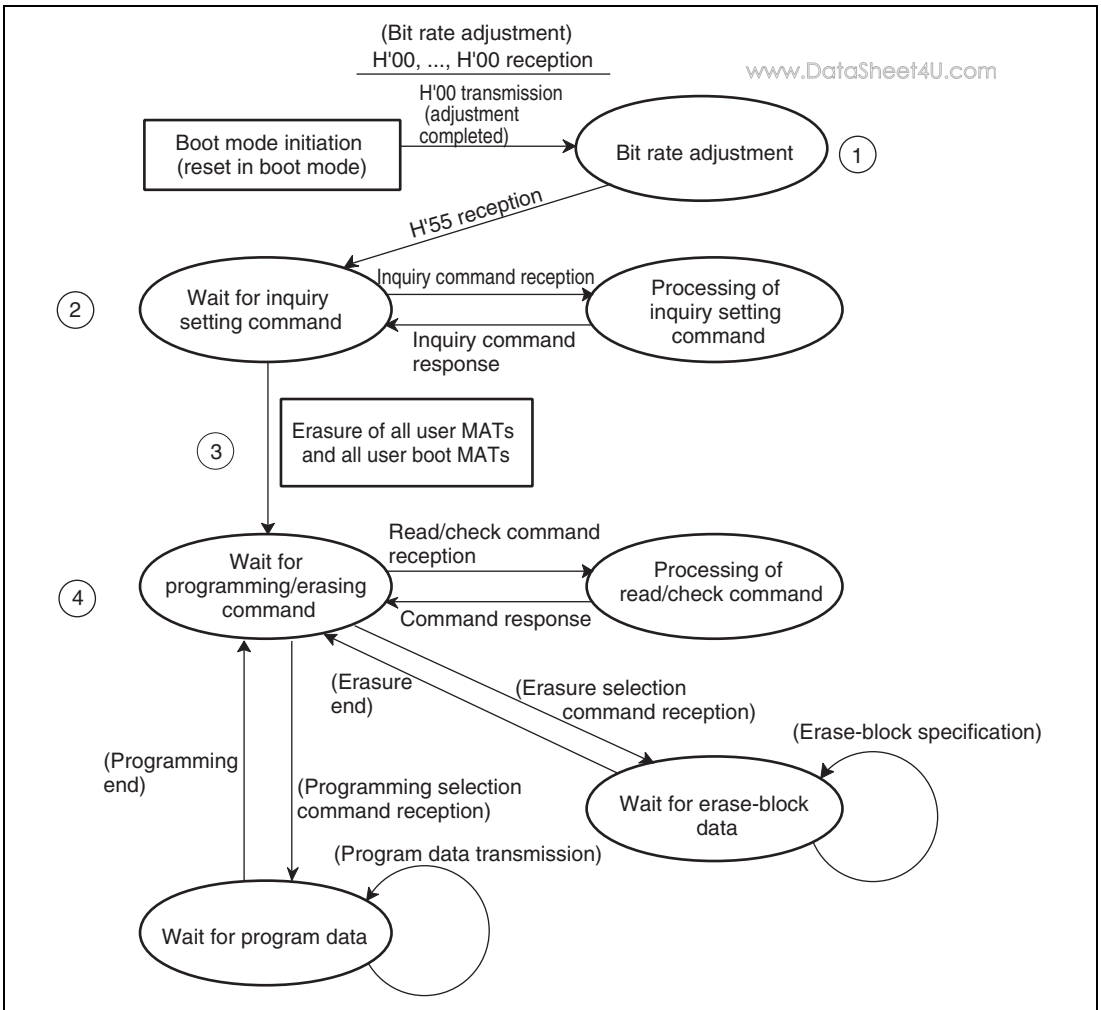 (Bit rate adjustment)
H'00, ..., H'00 reception
www.DataSheet4U.com
H'00 transmission
(adjustment
completed)
Boot mode initiation
(reset in boot mode)
Bit rate adjustment
1
H'55 reception
2
Wait for inquiry
setting command
Inquiry command reception
Processing of
inquiry setting
command
Inquiry command
response
3
Erasure of all user MATs
and all user boot MATs
4
Wait for
programming/erasing
command
Read/check command
reception
Processing of
read/check command
Command response
(Erasure
end)
(Erasure selection
command reception)
(Erase-block specification)
(Programming
end)
(Programming selection
command reception)
Wait for erase-block
data
(Program data transmission)
Wait for program data